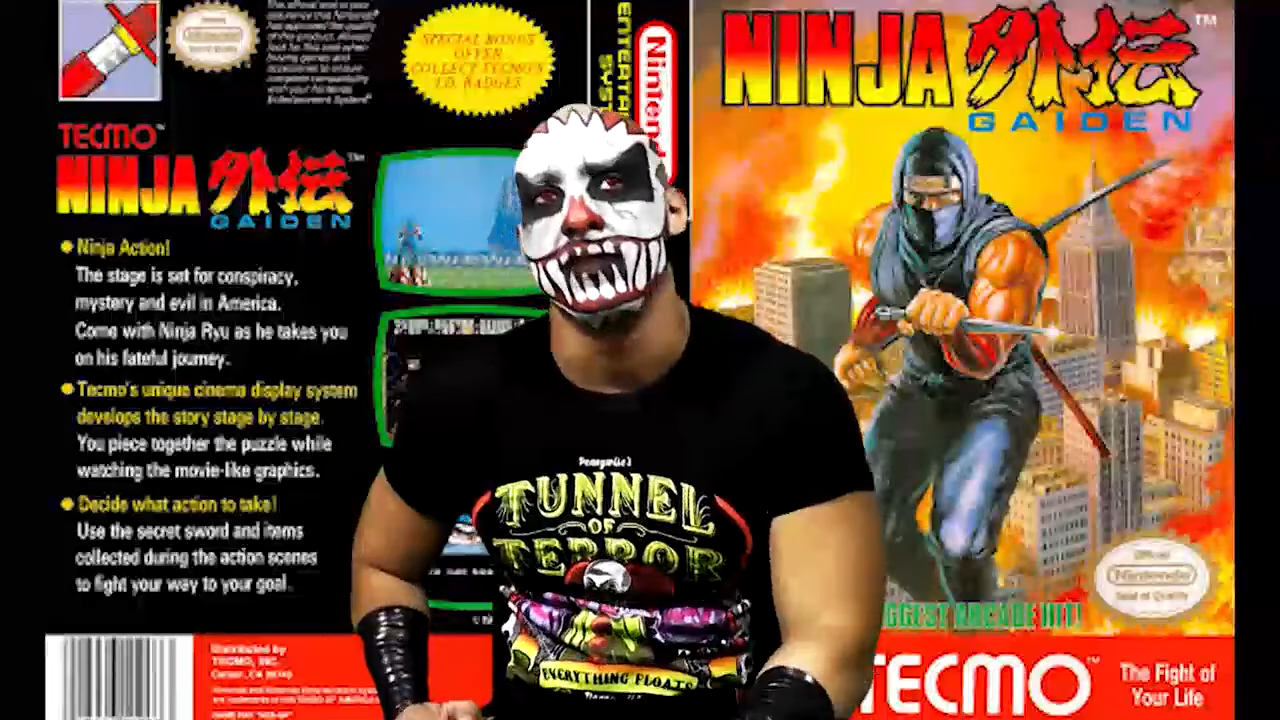 SPECIAL BONUS
OFFER
COLLECT TECMO'S
I.D. BADGES
Nintendo
NINJA 外伝 ™
GAIDEN
TECMO™
NINJA 外伝 ™
GAIDEN
Ninja Action!
The stage is set for conspiracy,
mystery and evil in America.
Come with Ninja Ryu as he takes you
on his fateful journey.
Tecmo's unique cinema display system
develops the story stage by stage.
You piece together the puzzle while
watching the movie-like graphics.
Decide what action to take!
Use the secret sword and items
collected during the action scenes
to fight your way to your goal.
Distributed by
TECMO, INC.
TUNNEL
OF
TERROR
EVERYTHING FLOATS
Official
Nintendo
Seal of Quality
ARCADE HIT!
TECMO™
The Fight of
Your Life